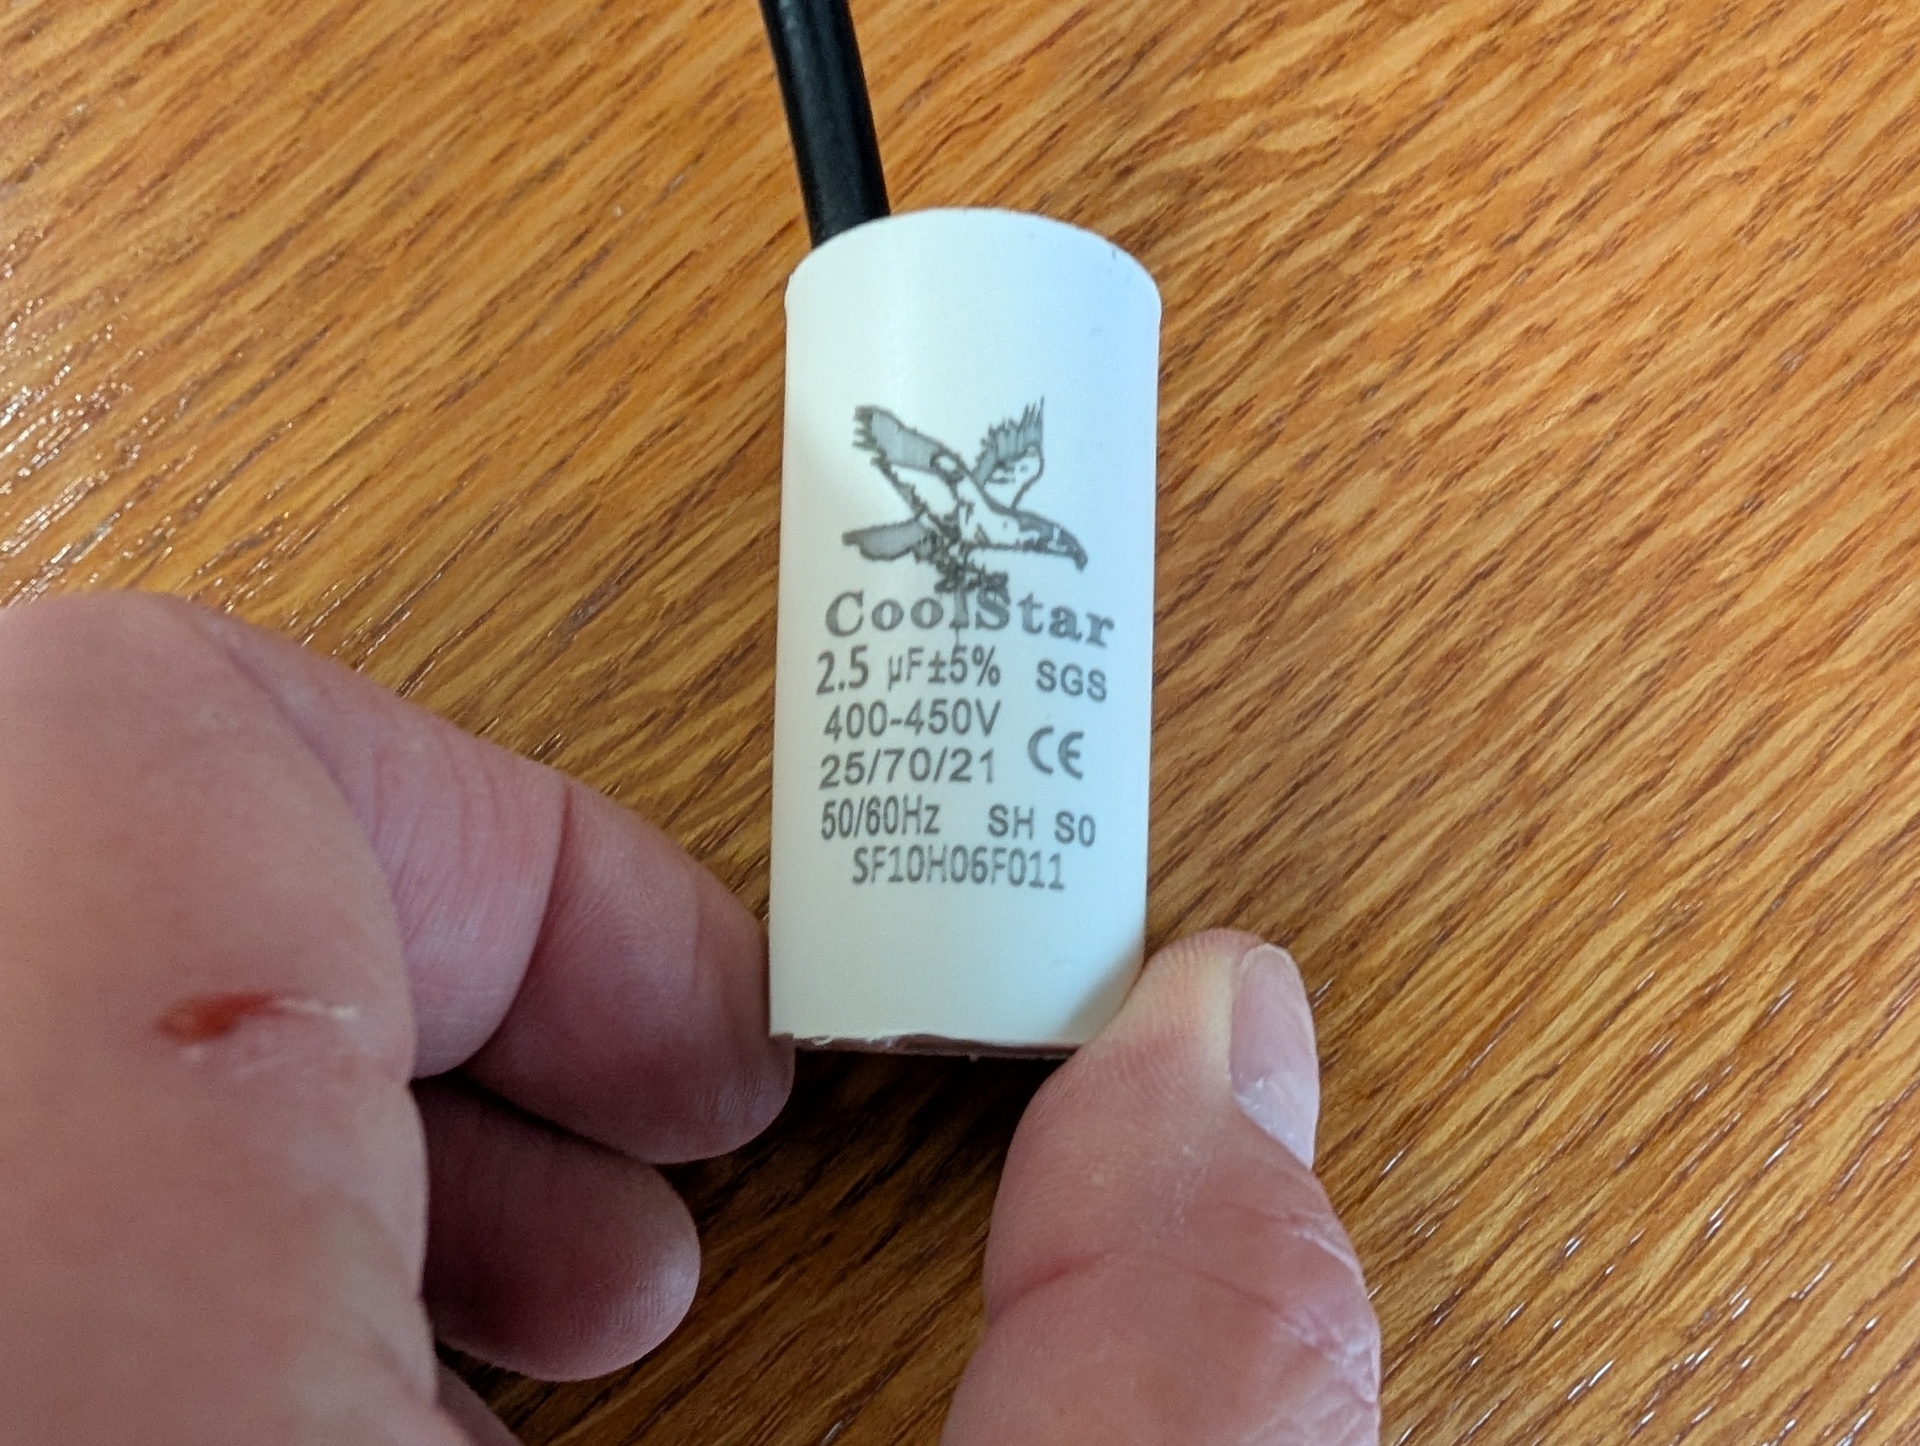 CoolStar
2.5 µF±5% SGS
400-450V
25/70/21 CE
50/60Hz SH S0
SF10H06F011